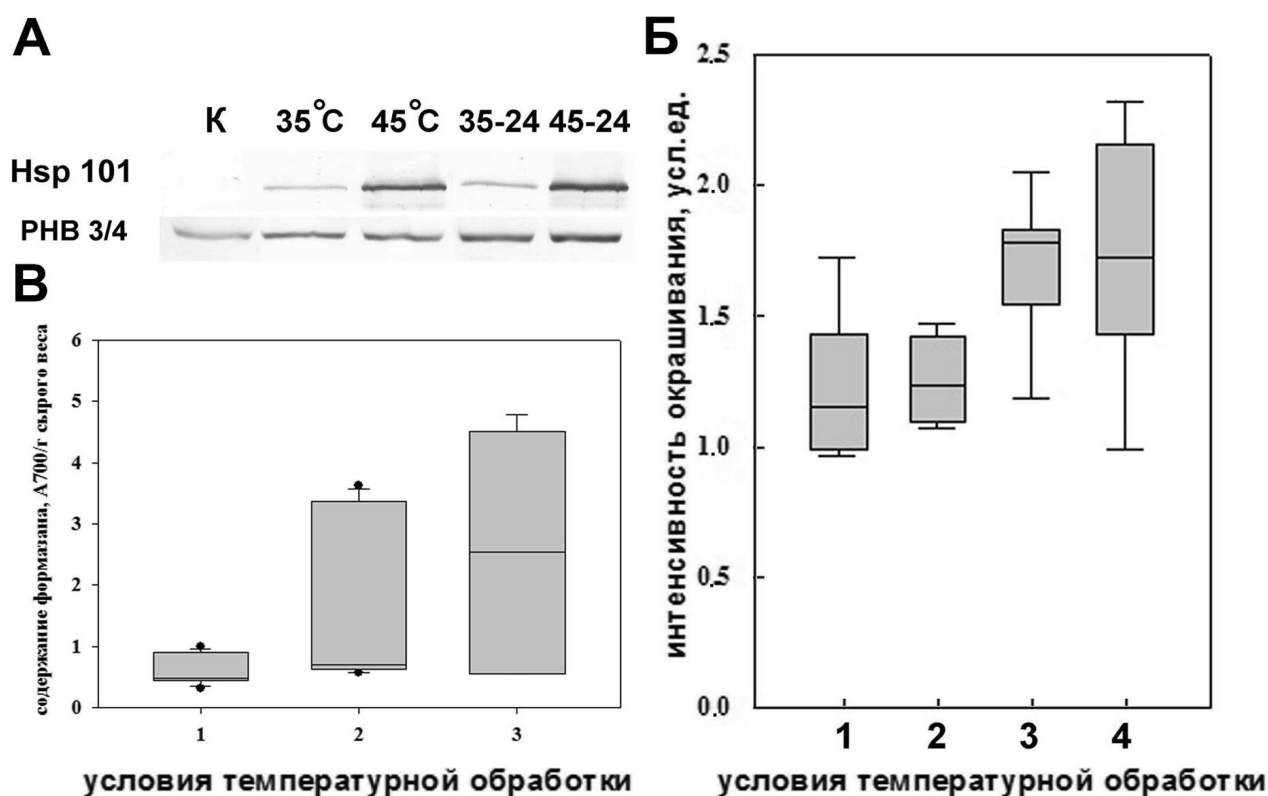 А
К 35°C 45°C 35-24 45-24
Hsp 101
PHB 3/4
В
содержание формазана, А700/г сырого веса
6
5
4
3
2
1
0
1 2 3
условия температурной обработки
Б
интенсивность окрашивания, усл.ед.
2.5
2.0
1.5
1.0
0.5
0.0
1 2 3 4
условия температурной обработки